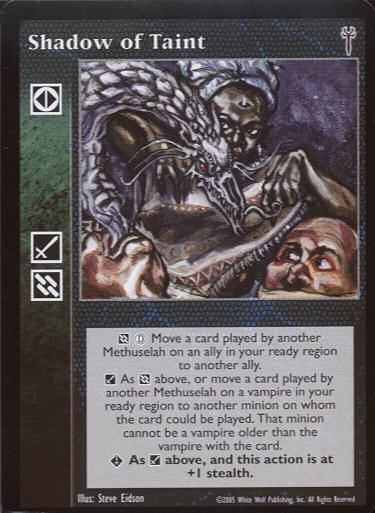 Shadow of Taint
D Move a card played by another
Methuselah on an ally in your ready region
to another ally.
As above, or move a card played by
another Methuselah on a vampire in your
ready region to another minion on whom
the card could be played. That minion
cannot be a vampire older than the
vampire with the card.
As above, and this action is at
+1 stealth.
Illus: Steve Eidson ©2005 White Wolf Publishing, Inc. All Rights Reserved